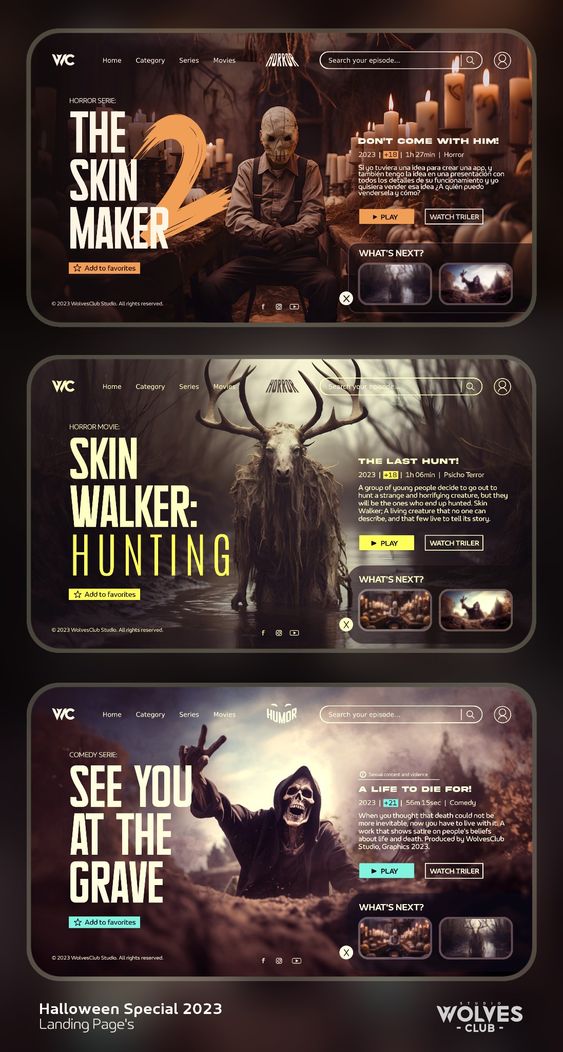 WC
Home Category Series Movies
HORROR
Search your episode...
HORROR SERIE:
THE
SKIN
MAKER
2
Add to favorites
© 2023 WolvesClub Studio. All rights reserved.
DON'T COME WITH HIM!
2023 | +18 | 1h 27min | Horror
Si yo tuviera una idea para crear una app, y
también tengo la idea en una presentación con
todos los detalles de su funcionamiento y yo
quisiera vender esa idea ¿A quién puedo
vendersela y cómo?
PLAY
WATCH TRILER
WHAT'S NEXT?
X
WC
Home Category Series Movies
HORROR
Search your episode...
HORROR MOVIE:
SKIN
WALKER:
HUNTING
Add to favorites
© 2023 WolvesClub Studio. All rights reserved.
THE LAST HUNT!
2023 | +18 | 1h 06min | Psicho Terror
A group of young people decide to go out to
hunt a strange and horrifying creature, but they
will be the ones who end up hunted. Skin
Walker; A living creature that no one can
describe, and that few live to tell its story.
PLAY
WATCH TRILER
WHAT'S NEXT?
X
WC
Home Category Series Movies
HUMOR
Search your episode...
COMEDY SERIE:
SEE YOU
AT THE
GRAVE
Add to favorites
© 2023 WolvesClub Studio. All rights reserved.
Sexual content and violence
A LIFE TO DIE FOR!
2023 | +21 | 56m 15sec | Comedy
When you thought that death could not be
more inevitable, now you have to live with it. A
work that shows satire on people's beliefs
about life and death. Produced by WolvesClub
Studio, Graphics 2023.
PLAY
WATCH TRILER
WHAT'S NEXT?
X
Halloween Special 2023
Landing Page's
STUDIO
WOLVES
- CLUB -